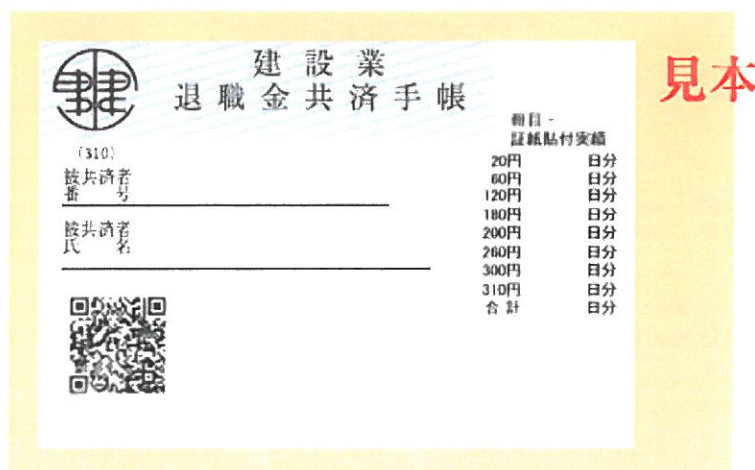 建設業
退職金共済手帳
見本
冊目 -
証紙貼付実績
(310)
被共済者
番号
被共済者
氏名
20円 日分
60円 日分
120円 日分
180円 日分
200円 日分
260円 日分
300円 日分
310円 日分
合計 日分